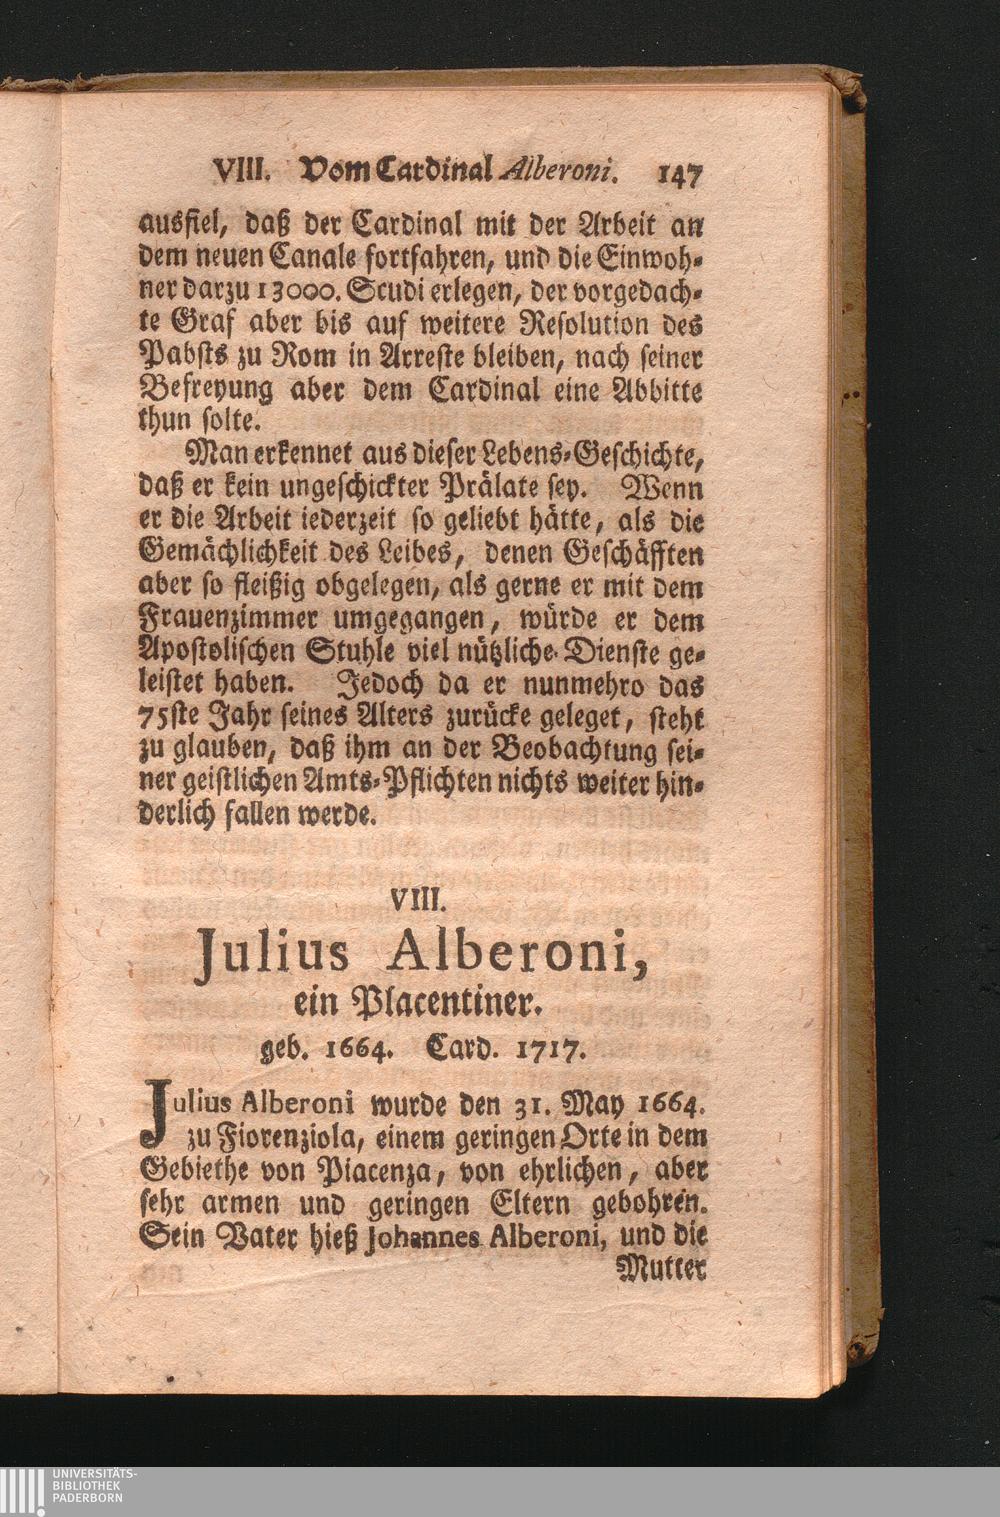 VIII. Vom Cardinal Alberoni. 147
ausfiel, daß der Cardinal mit der Arbeit an
dem neuen Canale fortfahren, und die Einwoh-
ner darzu 13000. Scudi erlegen, der vorgedach-
te Graf aber bis auf weitere Resolution des
Pabsts zu Rom in Arreste bleiben, nach seiner
Befreyung aber dem Cardinal eine Abbitte
thun solte.
Man erkennet aus dieser Lebens-Geschichte,
daß er kein ungeschickter Prälate sey. Wenn
er die Arbeit iederzeit so geliebt hätte, als die
Gemächlichkeit des Leibes, denen Geschäfften
aber so fleißig obgelegen, als gerne er mit dem
Frauenzimmer umgegangen, würde er dem
Apostolischen Stuhle viel nützliche Dienste ge-
leistet haben. Jedoch da er nunmehro das
75ste Jahr seines Alters zurücke geleget, steht
zu glauben, daß ihm an der Beobachtung sei-
ner geistlichen Amts-Pflichten nichts weiter hin-
derlich fallen werde.
VIII.
Julius Alberoni,
ein Placentiner.
geb. 1664. Card. 1717.
Julius Alberoni wurde den 31. May 1664.
zu Fiorenziola, einem geringen Orte in dem
Gebiethe von Piacenza, von ehrlichen, aber
sehr armen und geringen Eltern gebohren.
Sein Vater hieß Johannes Alberoni, und die
Mutter
UNIVERSITÄTS-
BIBLIOTHEK
PADERBORN